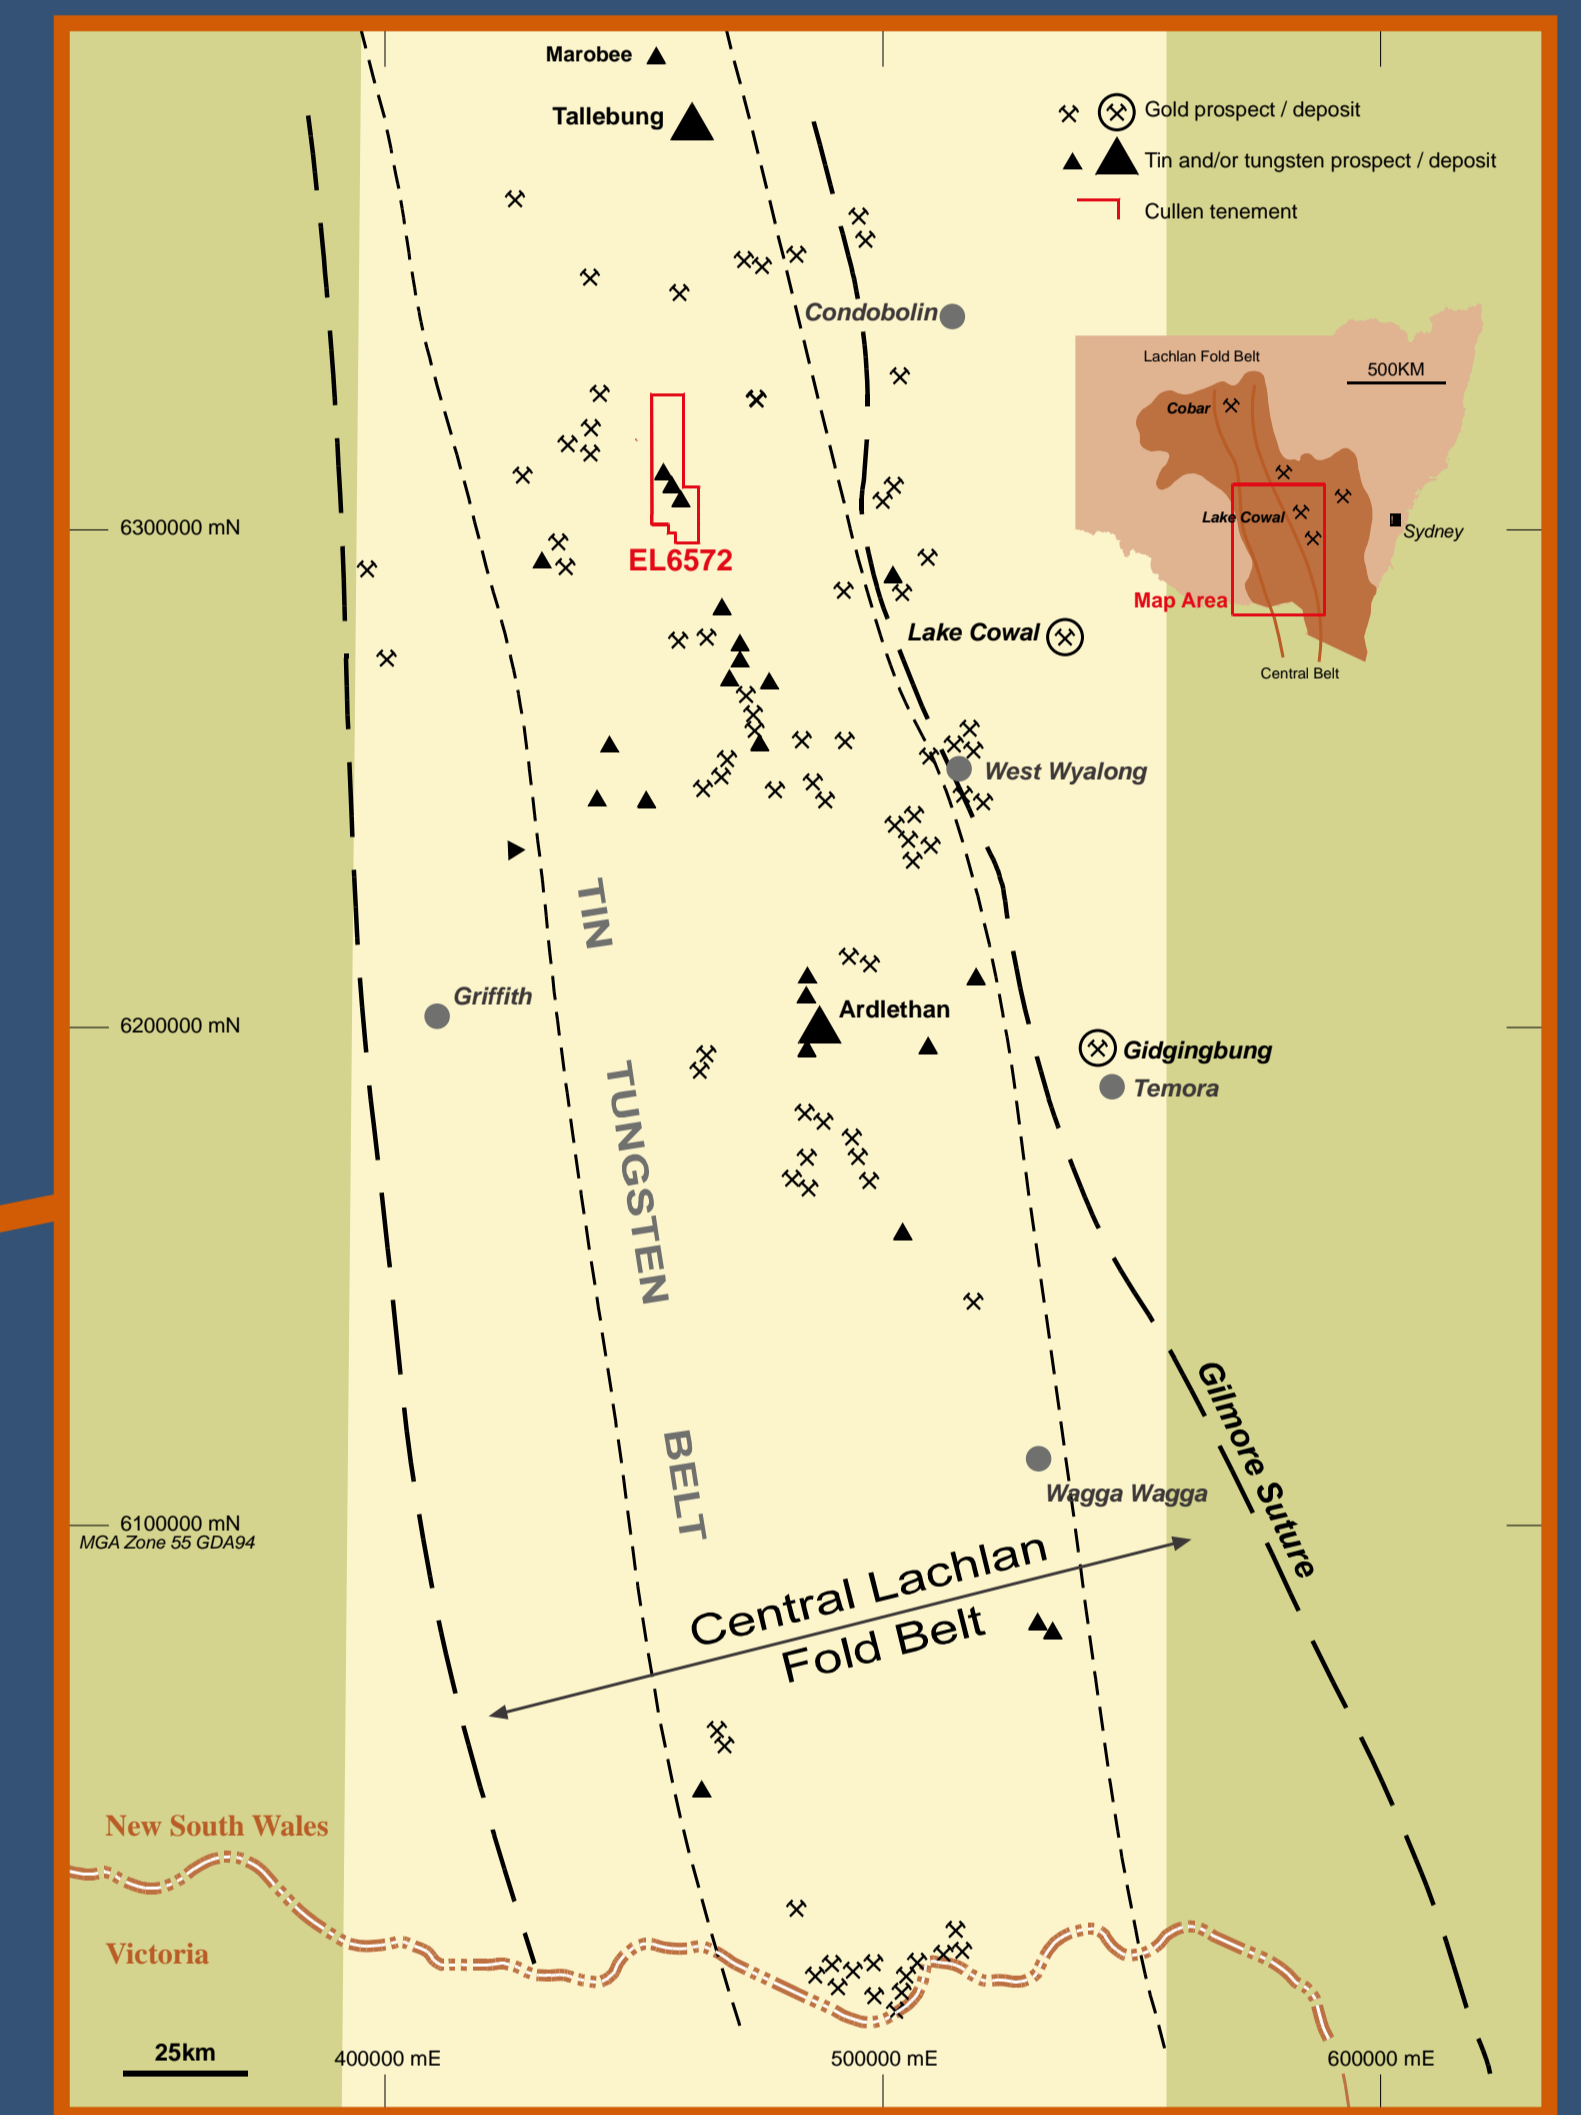 Marobee
Tallebung
Gold prospect / deposit
Tin and/or tungsten prospect / deposit
Cullen tenement
Condobolin
Lachlan Fold Belt
500KM
Cobar
Lake Cowal
Sydney
Map Area
Central Belt
6300000 mN
EL6572
Lake Cowal
West Wyalong
TIN
TUNGSTEN
BELT
Griffith
6200000 mN
Ardlethan
Gidgingbung
Temora
Gilmore Suture
Wagga Wagga
6100000 mN
MGA Zone 55 GDA94
Central Lachlan
Fold Belt
New South Wales
Victoria
25km
400000 mE
500000 mE
600000 mE